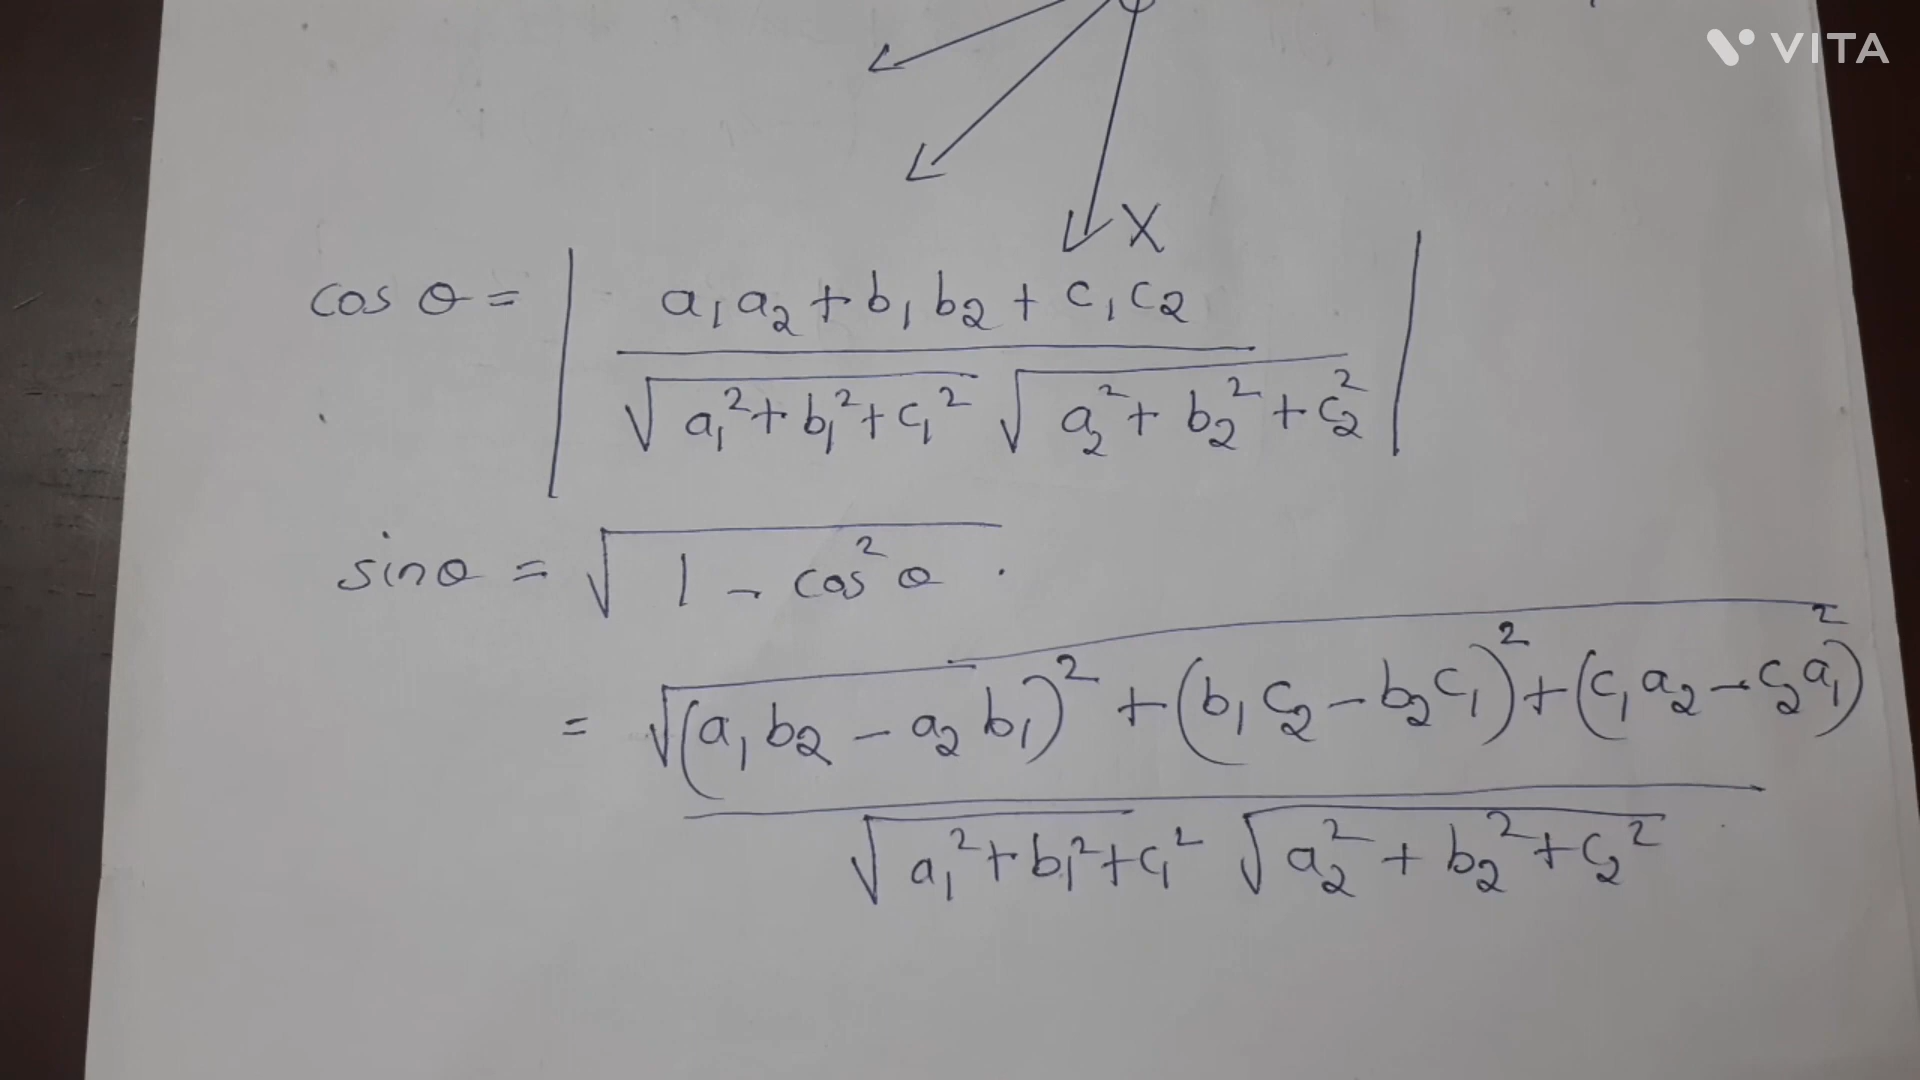 VITA
X
cos θ = | a₁a₂ + b₁b₂ + c₁c₂ / √a₁² + b₁² + c₁² √a₂² + b₂² + c₂² |
sinθ = √1 - cos²θ .
= √(a₁b₂ - a₂b₁)² + (b₁c₂ - b₂c₁)² + (c₁a₂ - c₂a₁)²
√a₁² + b₁² + c₁² √a₂² + b₂² + c₂²